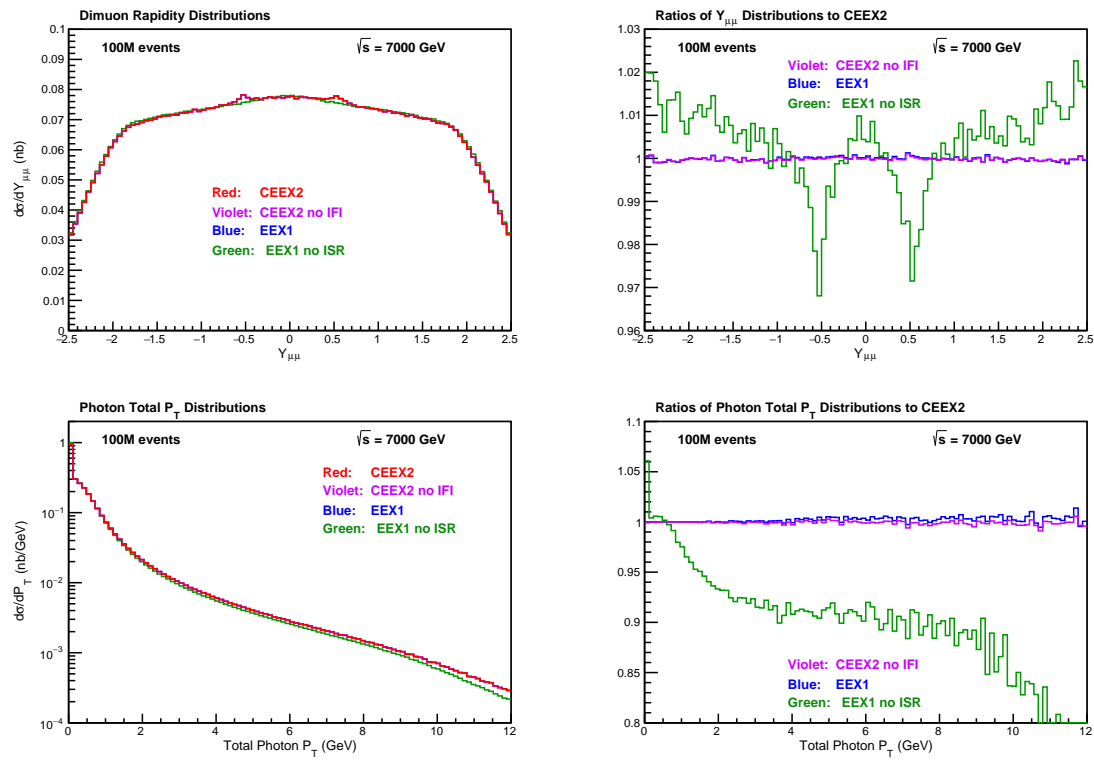 Dimuon Rapidity Distributions
100M events
√s = 7000 GeV
Red: CEEX2
Violet: CEEX2 no IFI
Blue: EEX1
Green: EEX1 no ISR
dσ/dY_μμ (nb)
0.1
0.09
0.08
0.07
0.06
0.05
0.04
0.03
0.02
0.01
0
−2.5 −2 −1.5 −1 −0.5 0 0.5 1 1.5 2 2.5
Y_μμ
Ratios of Y_μμ Distributions to CEEX2
100M events
√s = 7000 GeV
Violet: CEEX2 no IFI
Blue: EEX1
Green: EEX1 no ISR
1.03
1.02
1.01
1
0.99
0.98
0.97
0.96
−2.5 −2 −1.5 −1 −0.5 0 0.5 1 1.5 2 2.5
Y_μμ
Photon Total P_T Distributions
100M events
√s = 7000 GeV
Red: CEEX2
Violet: CEEX2 no IFI
Blue: EEX1
Green: EEX1 no ISR
dσ/dP_T (nb/GeV)
1
10⁻¹
10⁻²
10⁻³
10⁻⁴
0 2 4 6 8 10 12
Total Photon P_T (GeV)
Ratios of Photon Total P_T Distributions to CEEX2
100M events
√s = 7000 GeV
1.1
1.05
1
0.95
0.9
0.85
0.8
Violet: CEEX2 no IFI
Blue: EEX1
Green: EEX1 no ISR
0 2 4 6 8 10 12
Total Photon P_T (GeV)